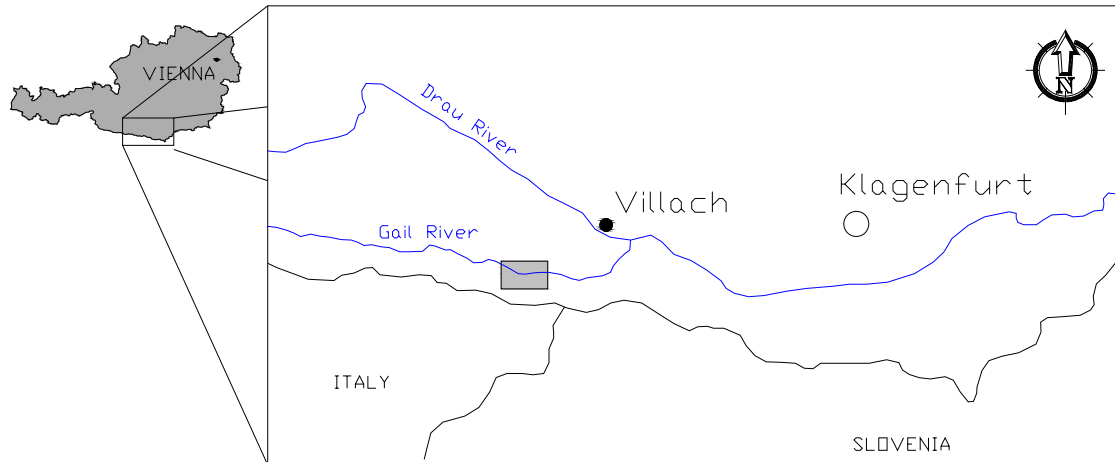 VIENNA
N
Drau River
Villach
Klagenfurt
Gail River
ITALY
SLOVENIA